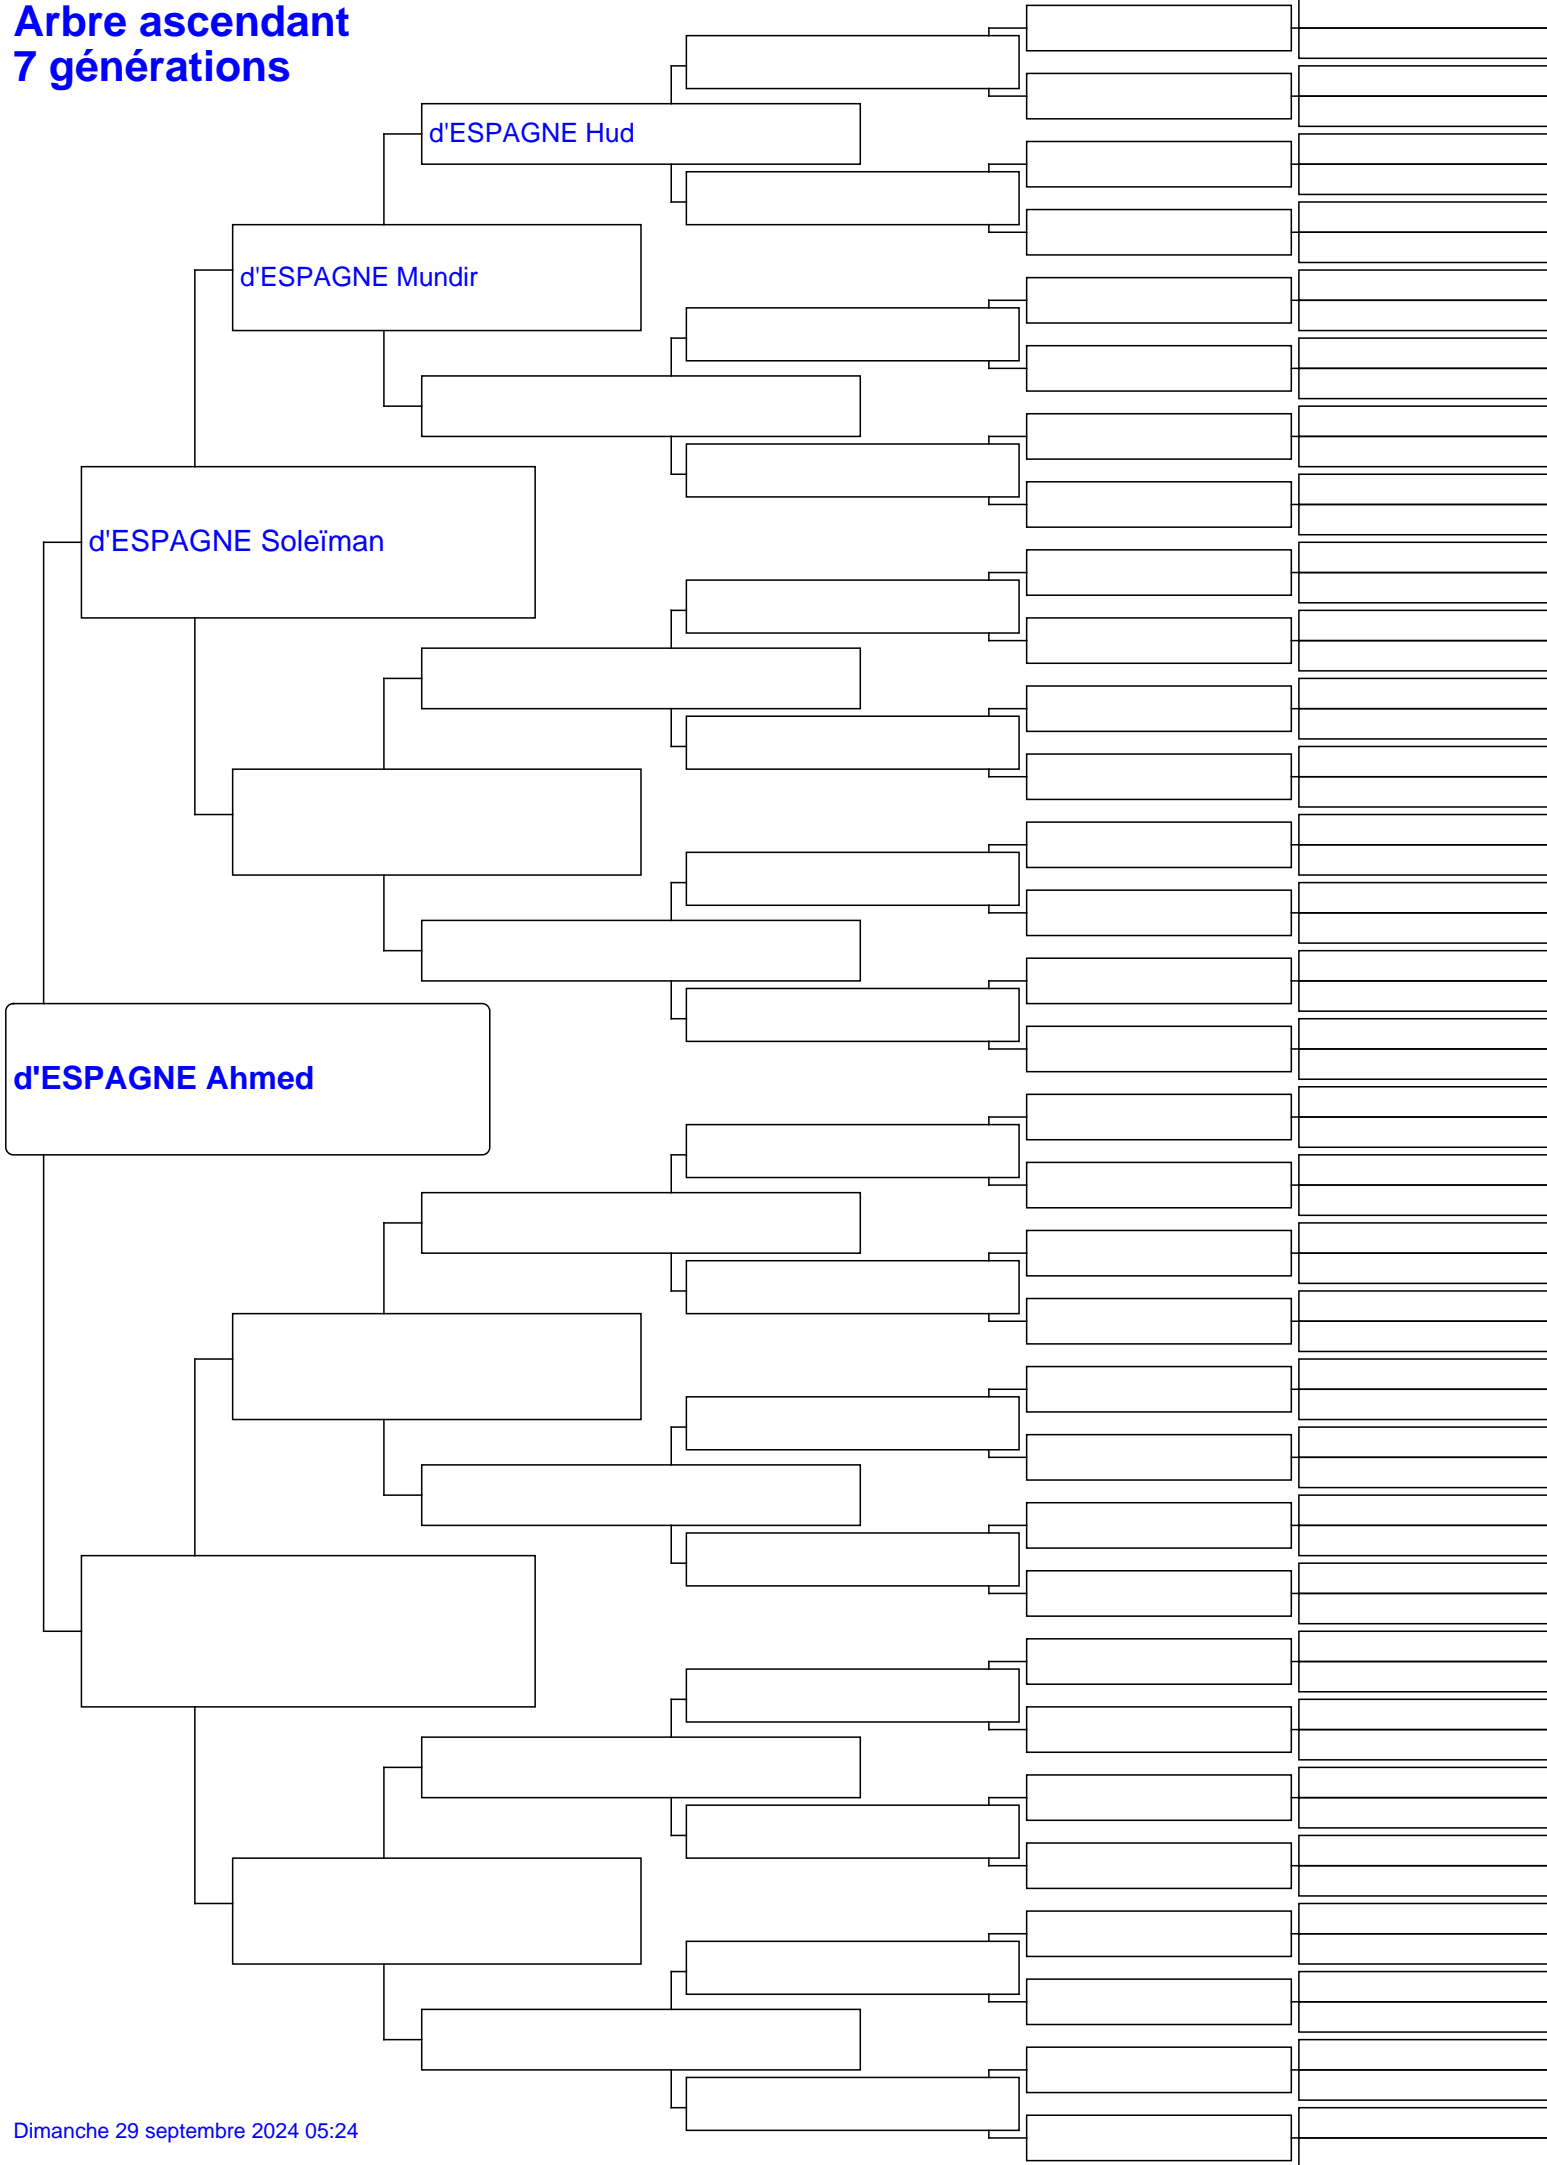 Arbre ascendant
7 générations
d'ESPAGNE Hud
d'ESPAGNE Mundir
d'ESPAGNE Soleïman
d'ESPAGNE Ahmed
Dimanche 29 septembre 2024 05:24